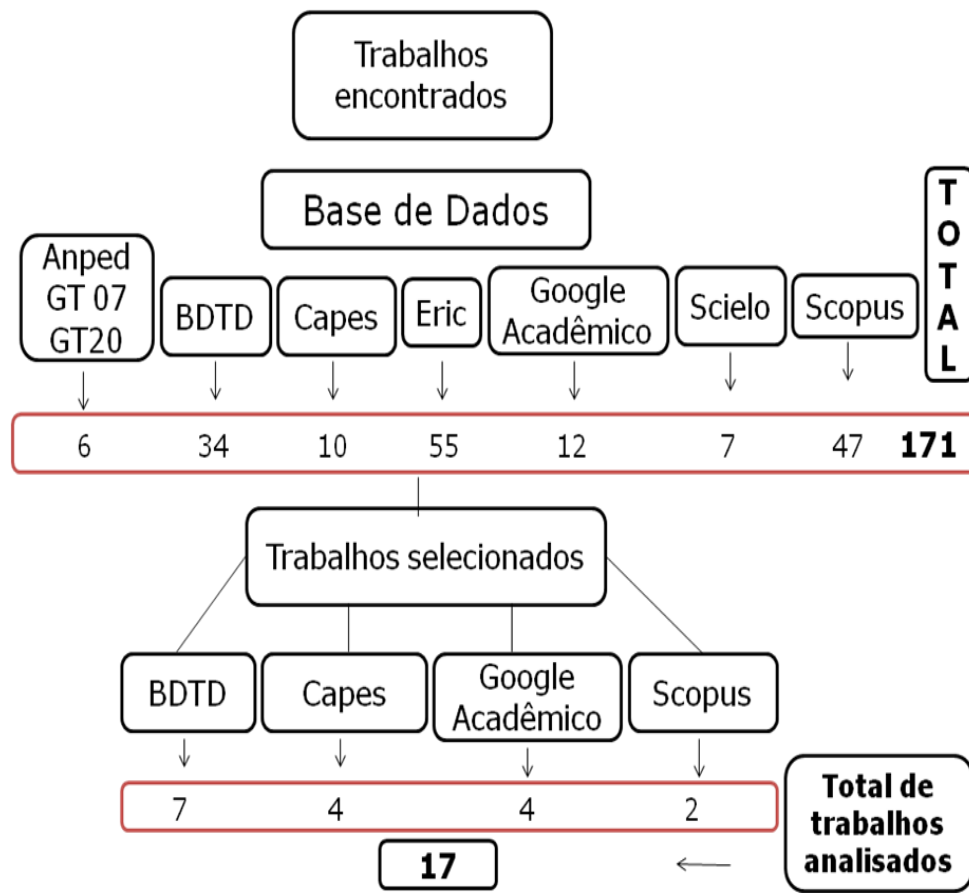 Trabalhos
encontrados
Base de Dados
TOTAL
Anped
GT 07
GT20
BDTD
Capes
Eric
Google
Acadêmico
Scielo
Scopus
6 34 10 55 12 7 47 171
Trabalhos selecionados
BDTD
Capes
Google
Acadêmico
Scopus
7 4 4 2
Total de
trabalhos
analisados
17